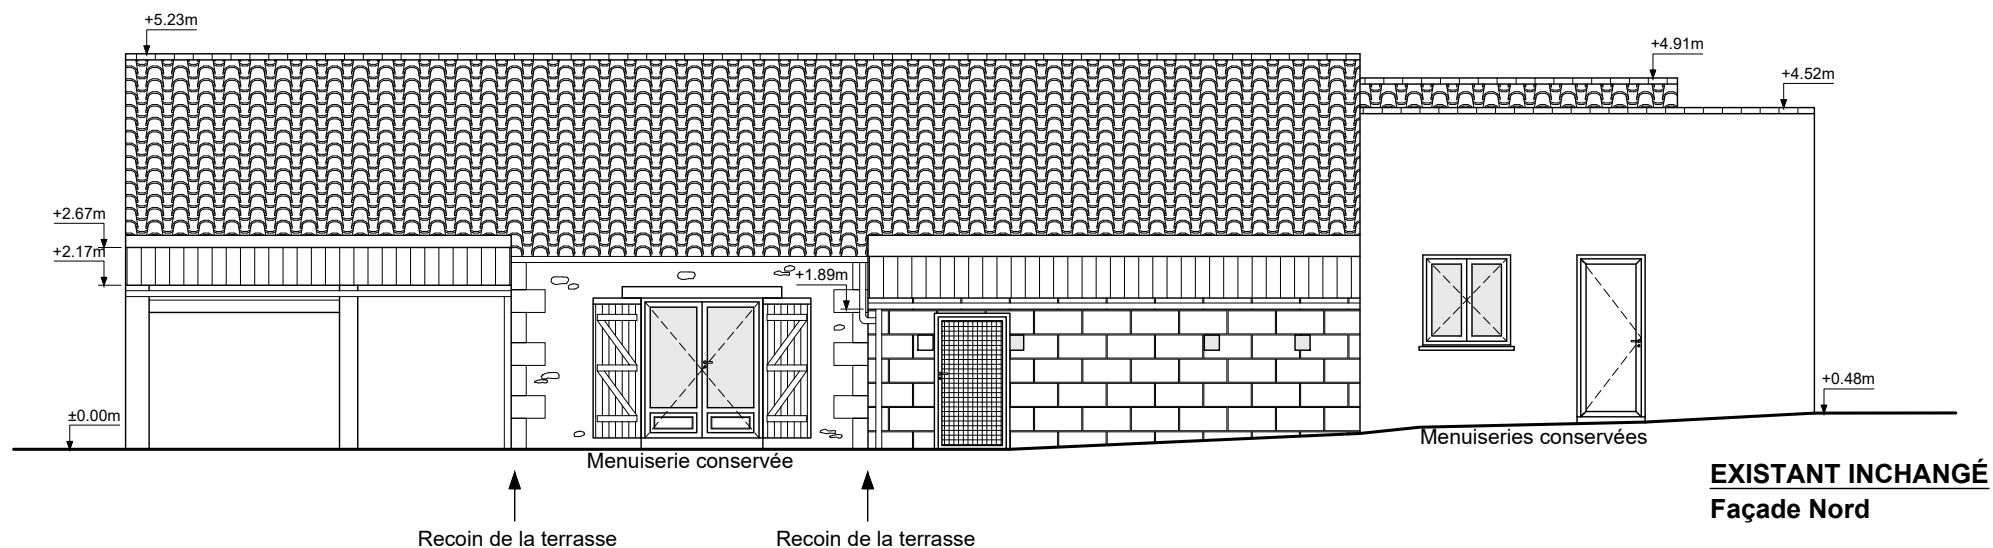 +5.23m
+4.91m
+4.52m
+2.67m
+2.17m
+1.89m
+0.48m
±0.00m
Menuiseries conservées
Menuiserie conservée
EXISTANT INCHANGÉ
Façade Nord
Recoin de la terrasse
Recoin de la terrasse